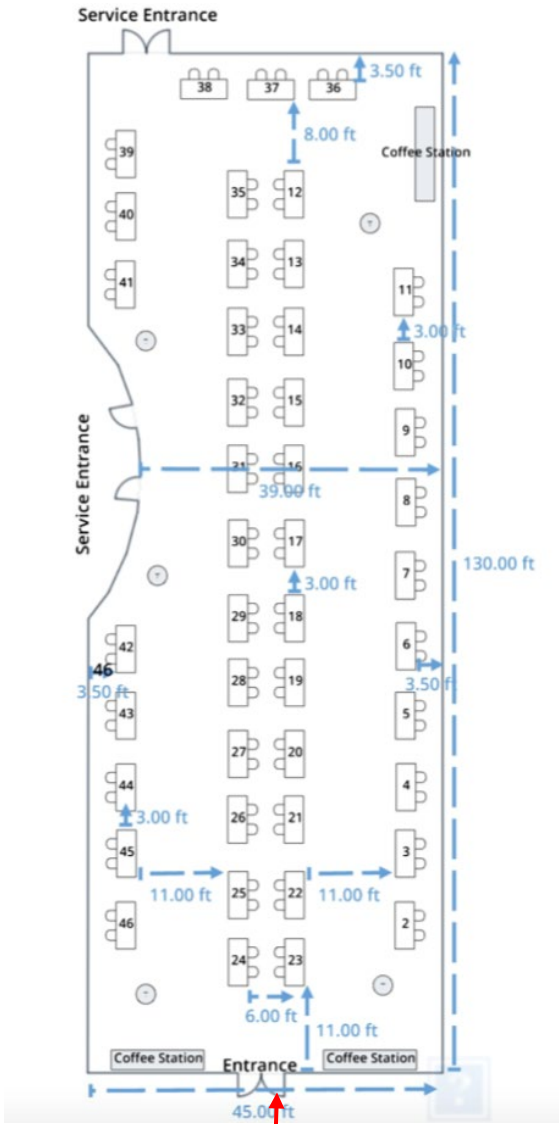 Service Entrance
3.50 ft
38
37
36
8.00 ft
39
Coffee Station
35
12
40
34
13
41
11
33
14
3.00 ft
10
32
15
9
Service Entrance
31
16
39.00 ft
8
30
17
130.00 ft
7
3.00 ft
29
18
42
6
46
28
19
3.50 ft
3.50 ft
43
5
27
20
44
4
3.00 ft
26
21
45
3
11.00 ft
25
22
11.00 ft
46
2
24
23
6.00 ft
11.00 ft
Coffee Station
Entrance
Coffee Station
?
45.00 ft